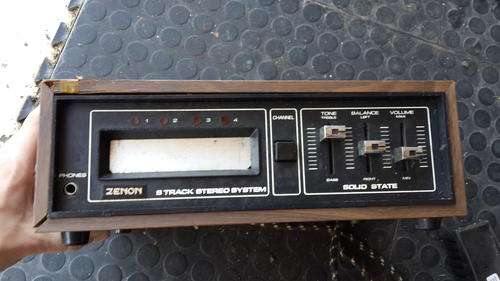 1 2 3 4
CHANNEL
TONE
TREBLE
BALANCE
LEFT
VOLUME
MAX
PHONES
BASS
RIGHT
MIN
ZENON
8 TRACK STEREO SYSTEM
SOLID STATE